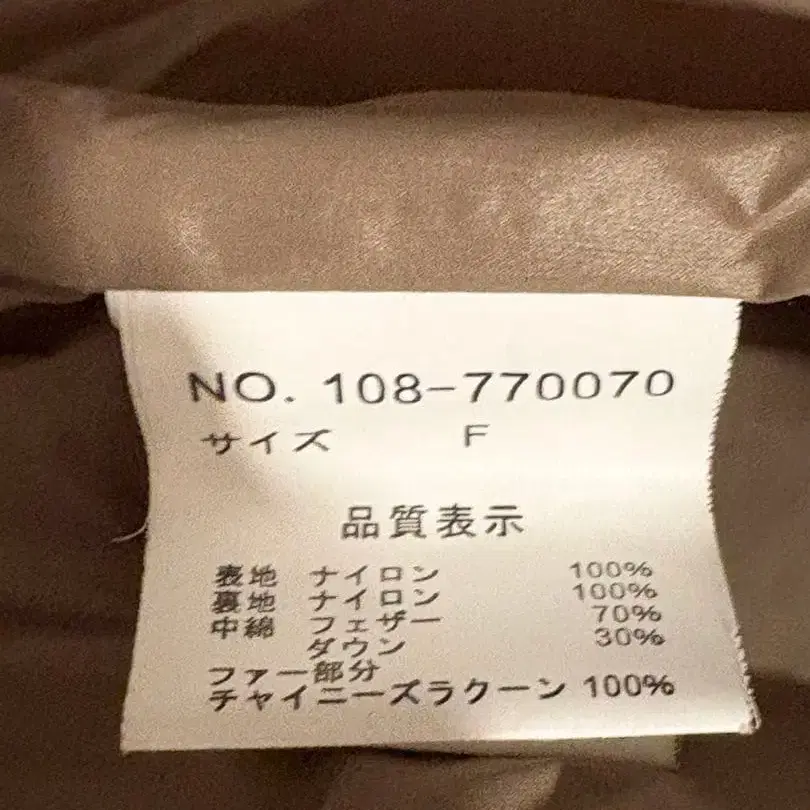 NO. 108-770070
サイズ F
品質表示
表地 ナイロン 100%
裏地 ナイロン 100%
中綿 フェザー 70%
ダウン 30%
ファー部分
チャイニーズラクーン 100%